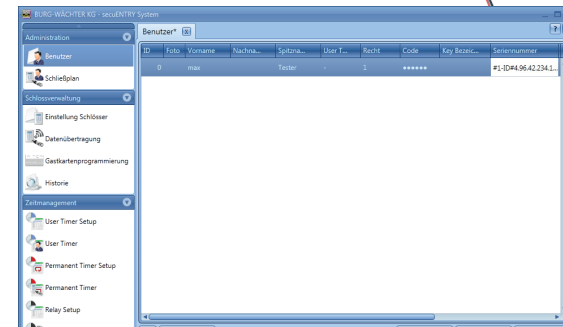 BURG-WÄCHTER KG - secuENTRY System
Administration
Benutzer
Schließplan
Schlossverwaltung
Einstellung Schlösser
Datenübertragung
Gastkartenprogrammierung
Historie
Zeitmanagement
User Timer Setup
User Timer
Permanent Timer Setup
Permanent Timer
Relay Setup
Benutzer*
ID Foto Vorname Nachna... Spitzna... User T... Recht Code Key Bezeic... Seriennummer
0 max Tester - 1 ●●●●●● #1-ID#4.96.42.234.1...